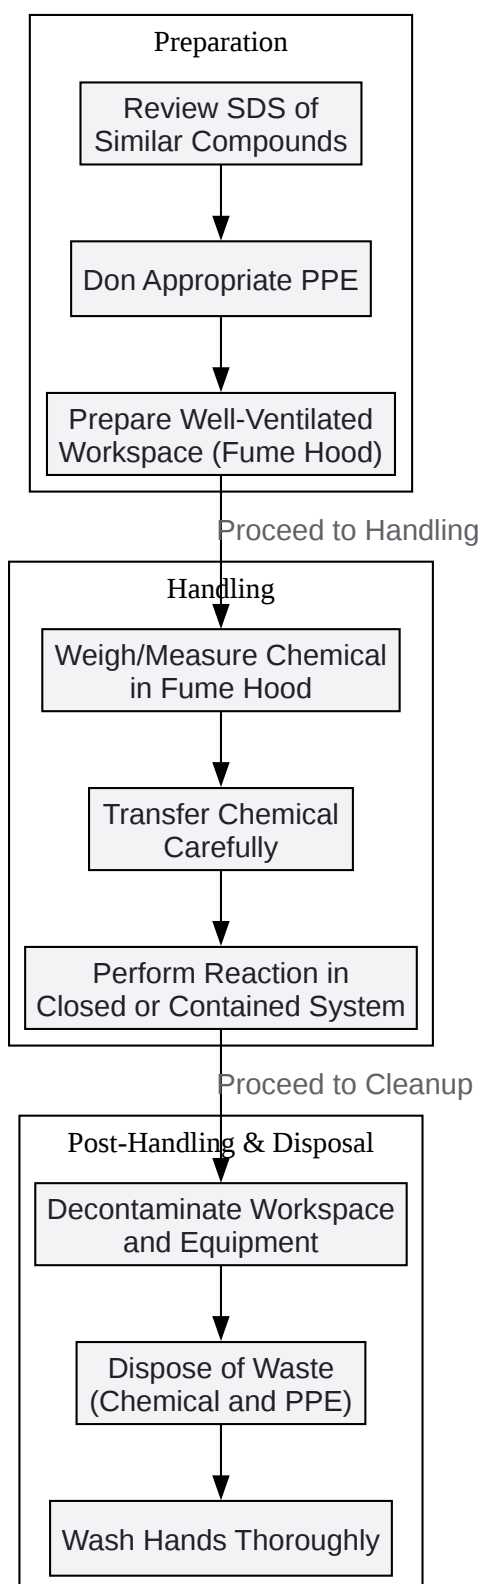 Preparation
Review SDS of
Similar Compounds
Don Appropriate PPE
Prepare Well-Ventilated
Workspace (Fume Hood)
Proceed to Handling
Handling
Weigh/Measure Chemical
in Fume Hood
Transfer Chemical
Carefully
Perform Reaction in
Closed or Contained System
Proceed to Cleanup
Post-Handling & Disposal
Decontaminate Workspace
and Equipment
Dispose of Waste
(Chemical and PPE)
Wash Hands Thoroughly